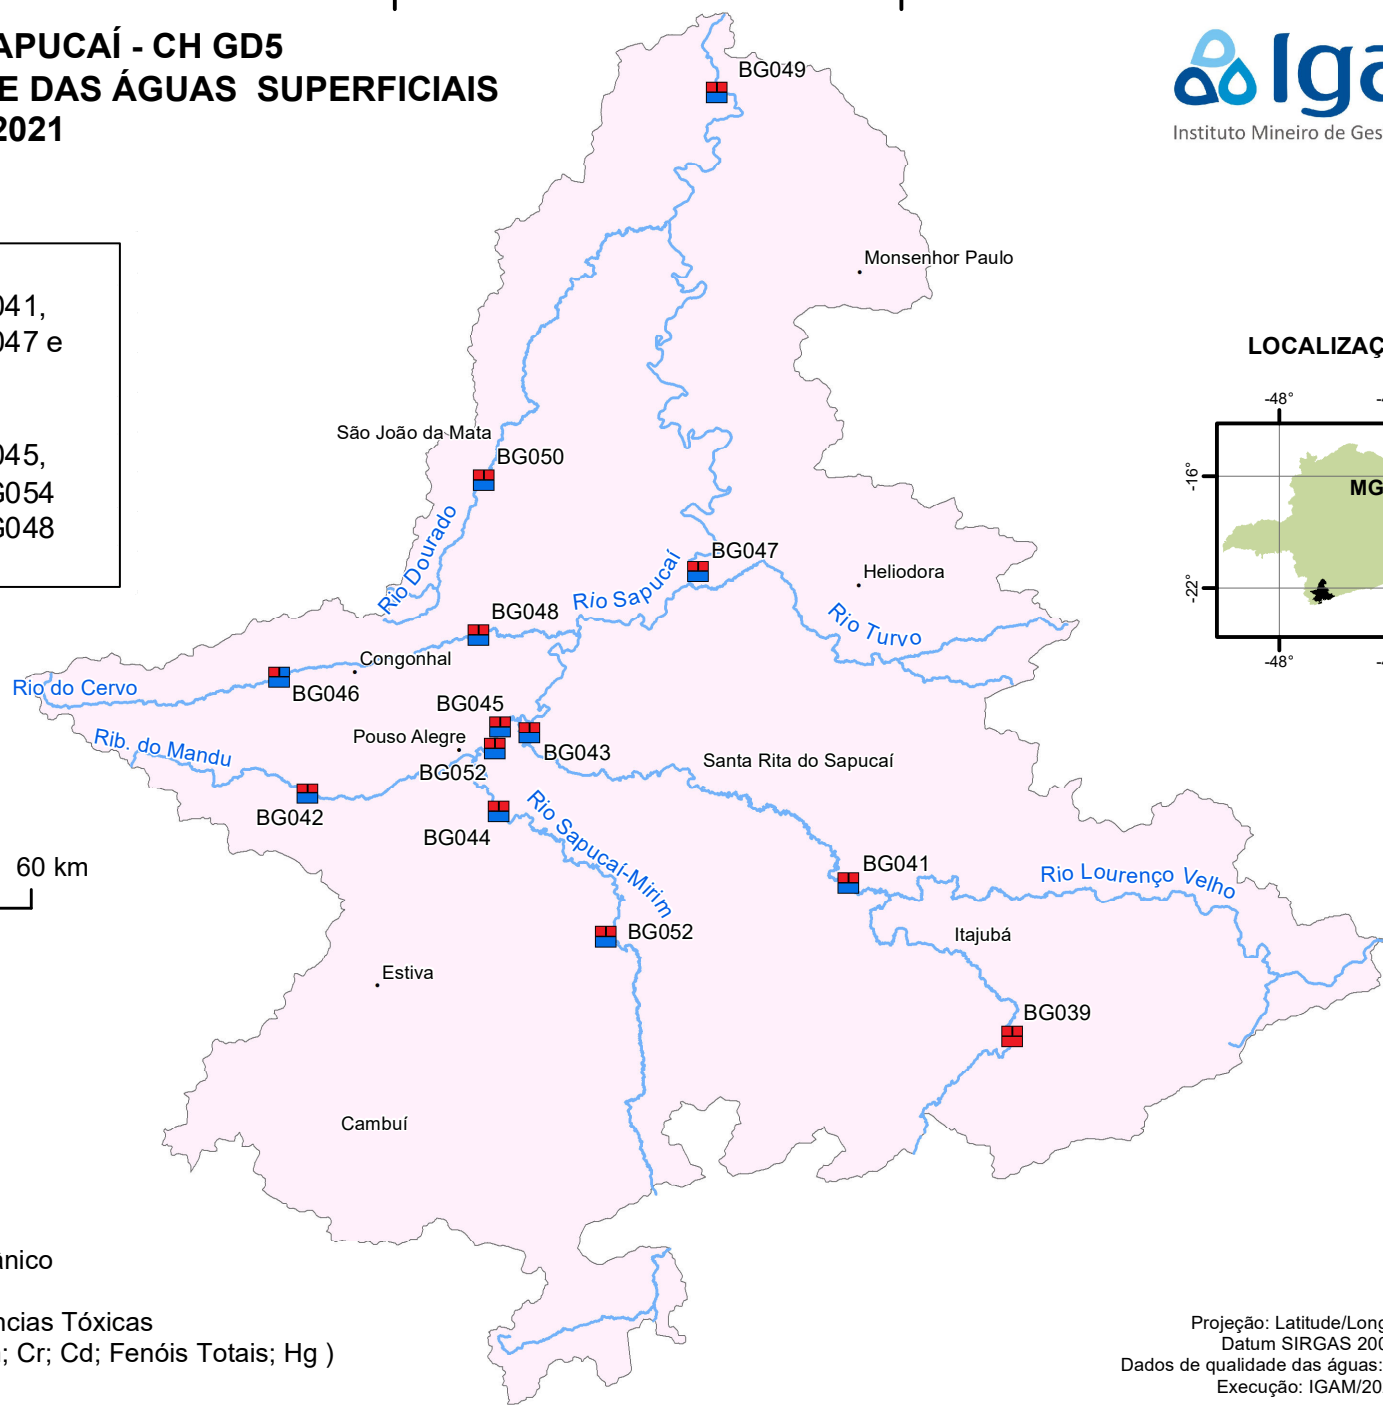 APUCAÍ - CH GD5
E DAS ÁGUAS SUPERFICIAIS
2021
Instituto Mineiro de Ges
041,
047 e
045,
G054
G048
BG049
Monsenhor Paulo
LOCALIZAÇ
-48°
-16°
MG
-22°
-48°
São João da Mata
BG050
Rio Dourado
BG047
Rio Sapucaí
Heliodora
Rio Turvo
BG048
Congonhal
Rio do Cervo
BG046
BG045
Rib. do Mandu
Pouso Alegre
BG043
BG052
Santa Rita do Sapucaí
BG042
BG044
Rio Sapucaí-Mirim
60 km
BG041
Rio Lourenço Velho
BG052
Itajubá
Estiva
BG039
Cambuí
ânico
ncias Tóxicas
; Cr; Cd; Fenóis Totais; Hg )
Projeção: Latitude/Long
Datum SIRGAS 200
Dados de qualidade das águas:
Execução: IGAM/20